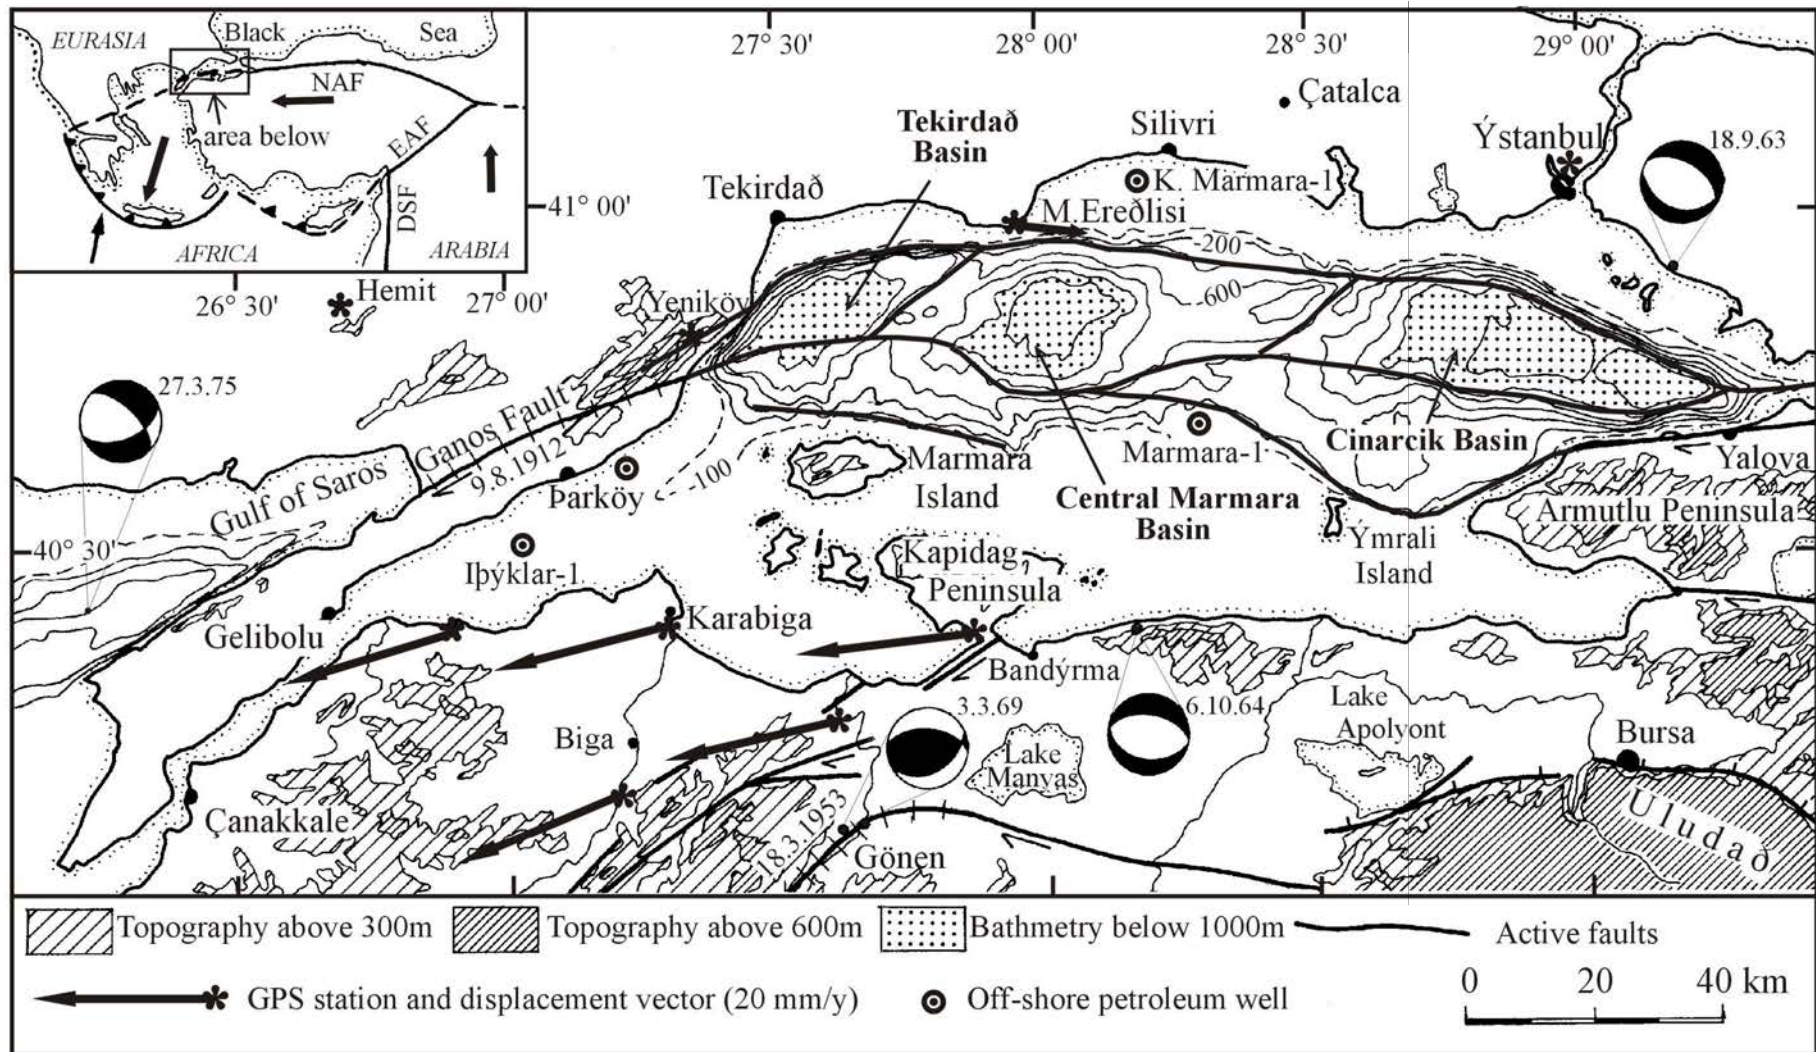 EURASIA
Black Sea
NAF
area below
EAF
DSF
AFRICA
ARABIA
27° 30'
28° 00'
28° 30'
29° 00'
Çatalca
Tekirdað
Basin
Silivri
Ýstanbul
18.9.63
K. Marmara-1
Tekirdað
41° 00'
M.Ereðlisi
-200
26° 30'
27° 00'
Hemit
Yeniköy
-600
27.3.75
Ganos Fault
9.8.1912
Gulf of Saros
Þarköy
-100
Marmara
Island
Marmara-1
Cinarcik Basin
Yalova
Central Marmara
Basin
Armutlu Peninsula
40° 30'
Iþýklar-1
Kapidag
Peninsula
Ýmrali
Island
Gelibolu
Karabiga
Bandýrma
3.3.69
6.10.64
Lake
Apolyont
Biga
Lake
Manyas
Bursa
Çanakkale
18.3.1953
Gönen
Uludað
Topography above 300m
Topography above 600m
Bathmetry below 1000m
Active faults
GPS station and displacement vector (20 mm/y)
Off-shore petroleum well
0 20 40 km